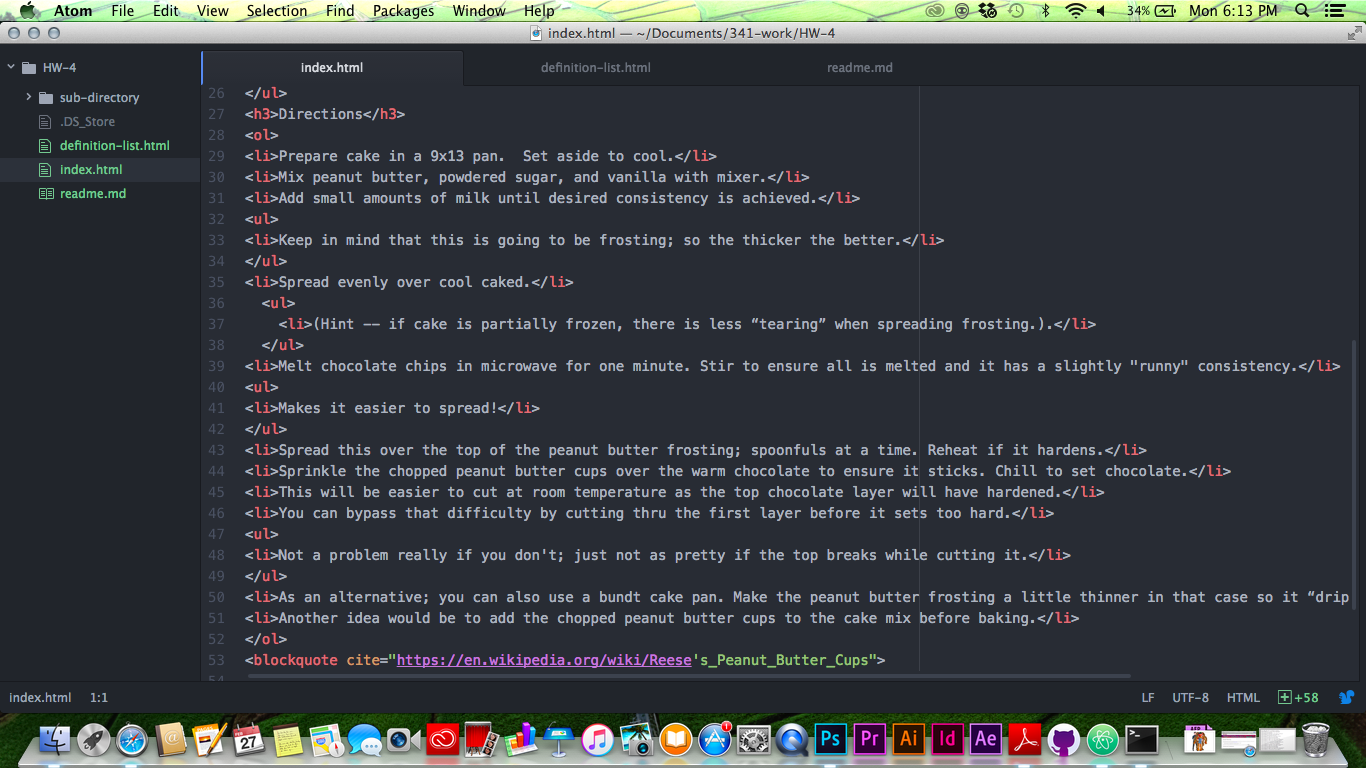 Atom File Edit View Selection Find Packages Window Help 34% Mon 6:13 PM
index.html — ~/Documents/341-work/HW-4
HW-4
sub-directory
.DS_Store
definition-list.html
index.html
readme.md
index.html definition-list.html readme.md
26 </ul>
27 <h3>Directions</h3>
28 <ol>
29 <li>Prepare cake in a 9x13 pan.  Set aside to cool.</li>
30 <li>Mix peanut butter, powdered sugar, and vanilla with mixer.</li>
31 <li>Add small amounts of milk until desired consistency is achieved.</li>
32 <ul>
33 <li>Keep in mind that this is going to be frosting; so the thicker the better.</li>
34 </ul>
35 <li>Spread evenly over cool caked.</li>
36 <ul>
37 <li>(Hint -- if cake is partially frozen, there is less “tearing” when spreading frosting.).</li>
38 </ul>
39 <li>Melt chocolate chips in microwave for one minute. Stir to ensure all is melted and it has a slightly "runny" consistency.</li>
40 <ul>
41 <li>Makes it easier to spread!</li>
42 </ul>
43 <li>Spread this over the top of the peanut butter frosting; spoonfuls at a time. Reheat if it hardens.</li>
44 <li>Sprinkle the chopped peanut butter cups over the warm chocolate to ensure it sticks. Chill to set chocolate.</li>
45 <li>This will be easier to cut at room temperature as the top chocolate layer will have hardened.</li>
46 <li>You can bypass that difficulty by cutting thru the first layer before it sets too hard.</li>
47 <ul>
48 <li>Not a problem really if you don't; just not as pretty if the top breaks while cutting it.</li>
49 </ul>
50 <li>As an alternative; you can also use a bundt cake pan. Make the peanut butter frosting a little thinner in that case so it “drip
51 <li>Another idea would be to add the chopped peanut butter cups to the cake mix before baking.</li>
52 </ol>
53 <blockquote cite="https://en.wikipedia.org/wiki/Reese's_Peanut_Butter_Cups">
54
index.html 1:1 LF UTF-8 HTML +58
27 1 Ps Pr Ai Id Ae